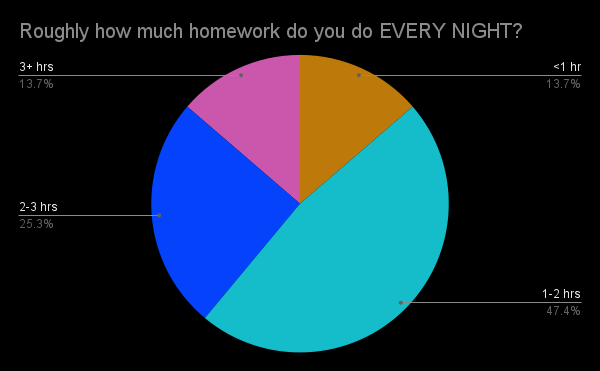 Roughly how much homework do you do EVERY NIGHT?
3+ hrs
13.7%
<1 hr
13.7%
2-3 hrs
25.3%
1-2 hrs
47.4%